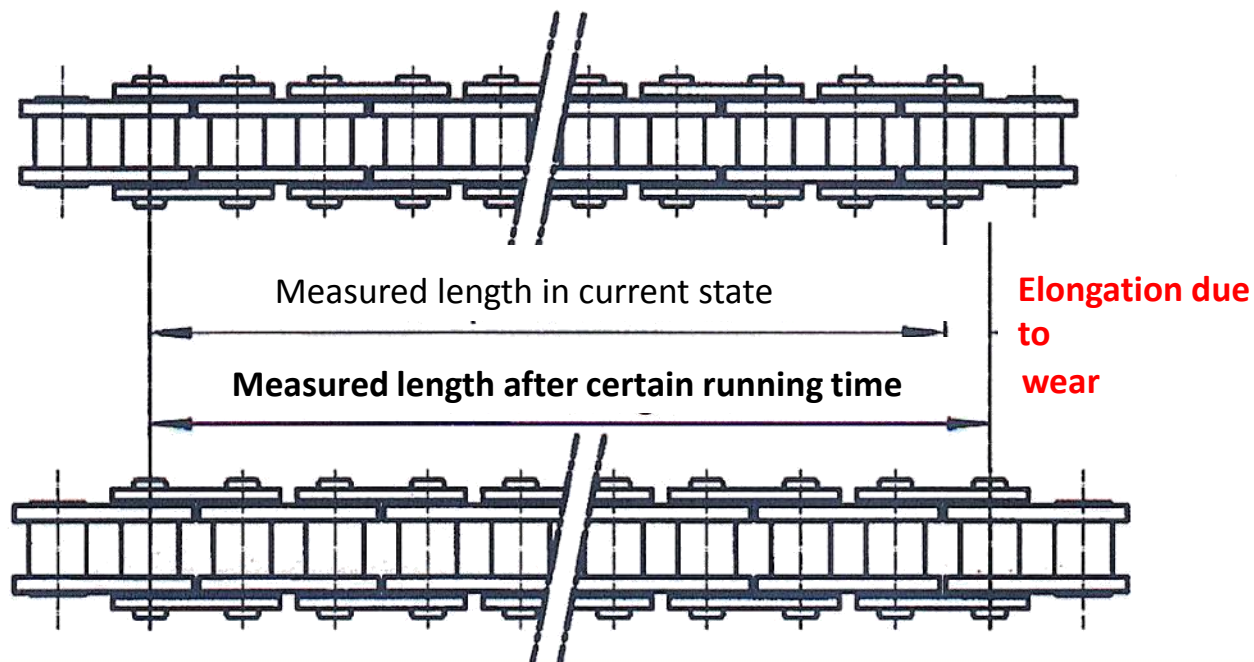 Measured length in current state
Elongation due
to
wear
Measured length after certain running time